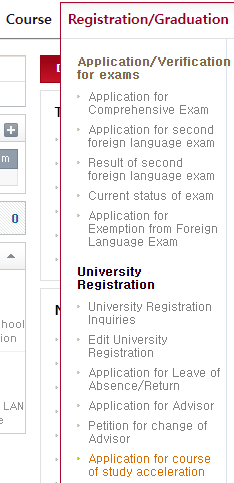 Course
Registration/Graduation
Application/Verification
for exams
Application for
Comprehensive Exam
Application for second
foreign language exam
Result of second
foreign language exam
Current status of exam
Application for
Exemption from Foreign
Language Exam
University
Registration
University Registration
Inquiries
Edit University
Registration
Application for Leave of
Absence/Return
Application for Advisor
Petition for change of
Advisor
Application for course
of study acceleration
0
LAN